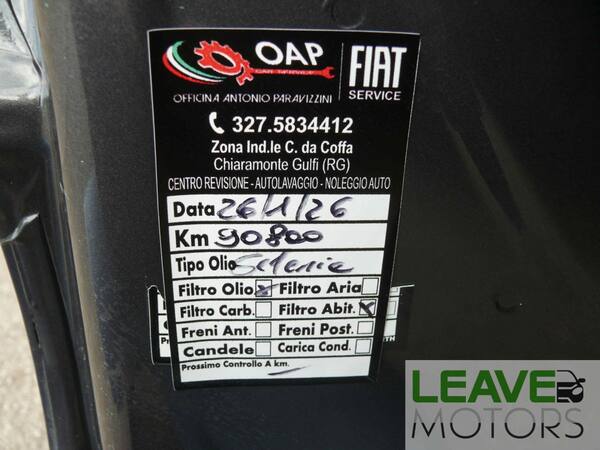 OAP
CAR SERVICE
FIAT
SERVICE
OFFICINA ANTONIO PARAVIZZINI
327.5834412
Zona Ind.le C. da Coffa
Chiaramonte Gulfi (RG)
CENTRO REVISIONE - AUTOLAVAGGIO - NOLEGGIO AUTO
Data 26/1/26
Km 90800
Tipo Olio Selenia
Filtro Olio Filtro Aria
Filtro Carb. Filtro Abit.
Freni Ant. Freni Post.
Candele Carica Cond.
Prossimo Controllo A km.
LEAVE
MOTORS